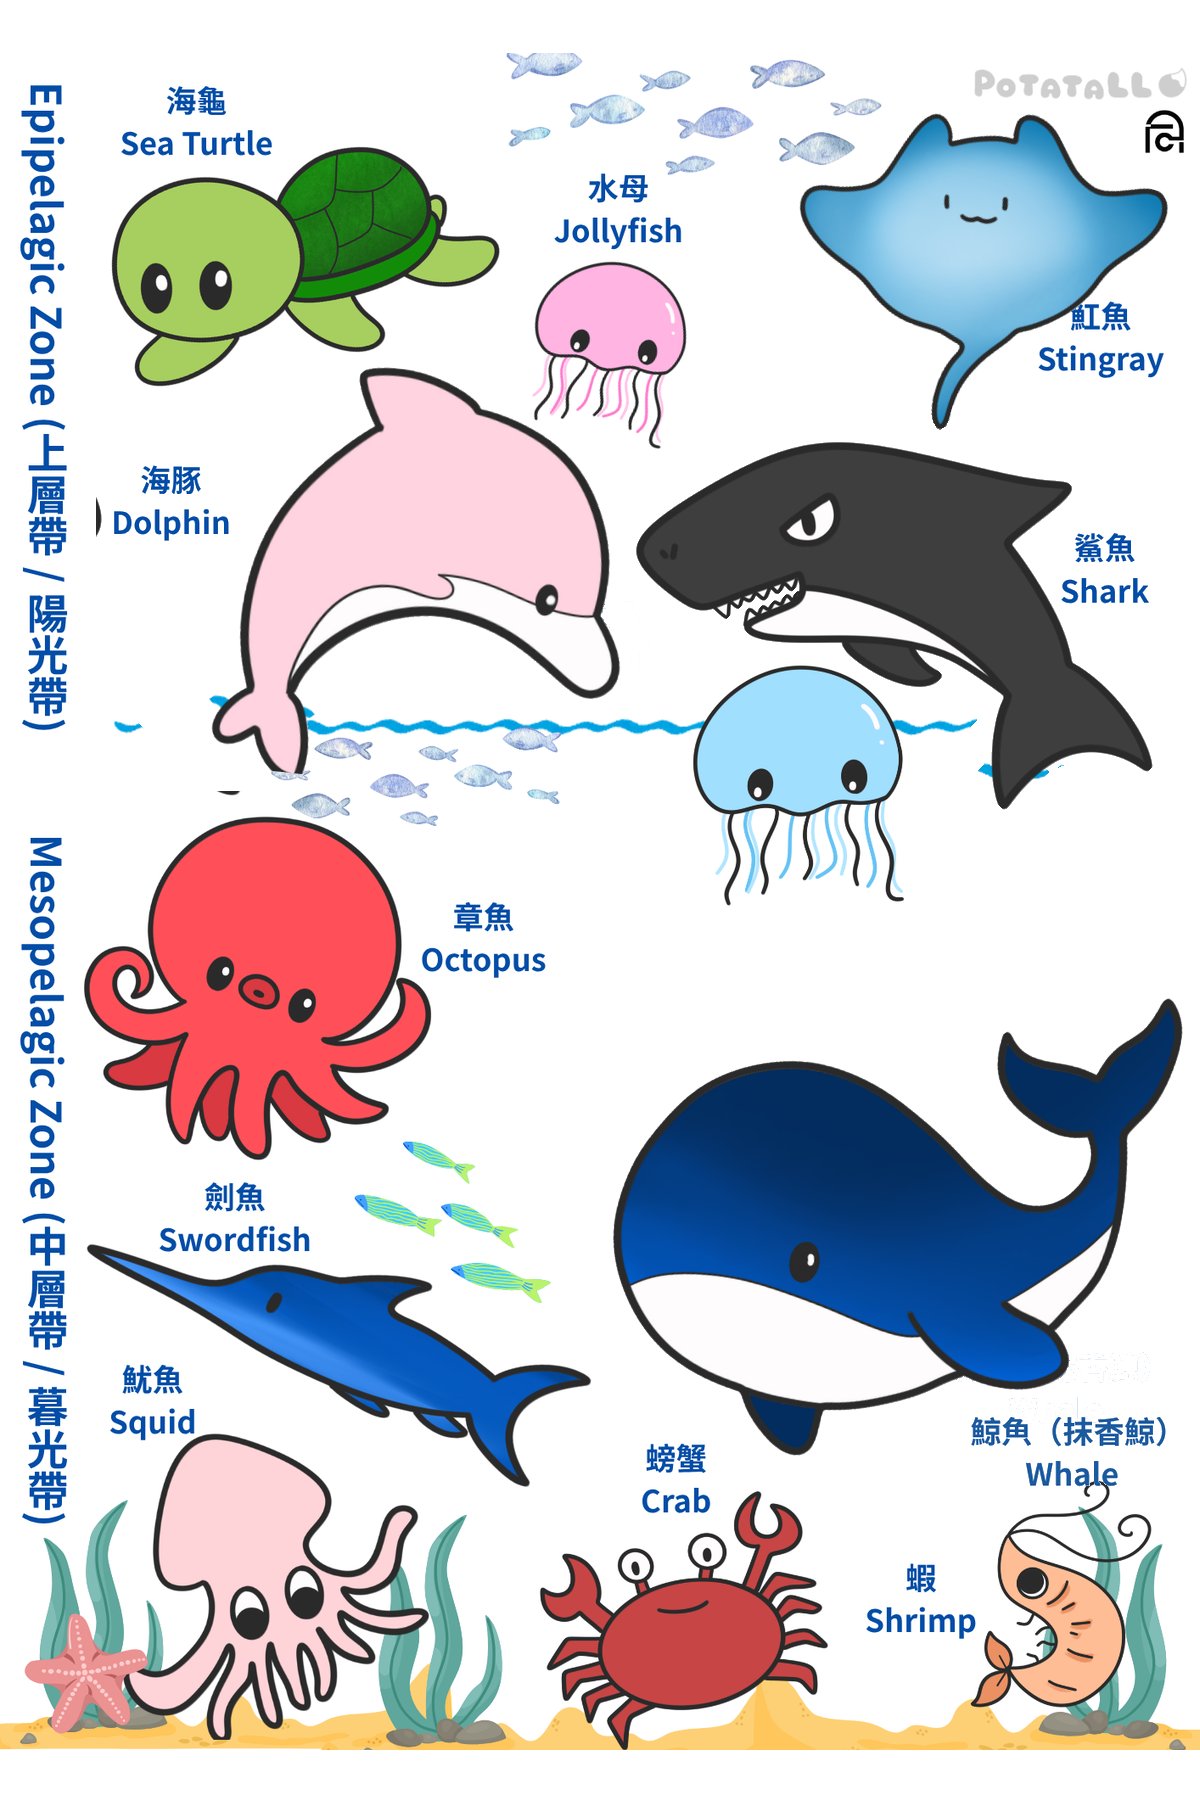 POTATALL
Epipelagic Zone (上層帶 / 陽光帶)
海龜
Sea Turtle
水母
Jollyfish
魟魚
Stingray
海豚
Dolphin
鯊魚
Shark
Mesopelagic Zone (中層帶 / 暮光帶)
章魚
Octopus
劍魚
Swordfish
魷魚
Squid
鯨魚（抹香鯨）
Whale
螃蟹
Crab
蝦
Shrimp